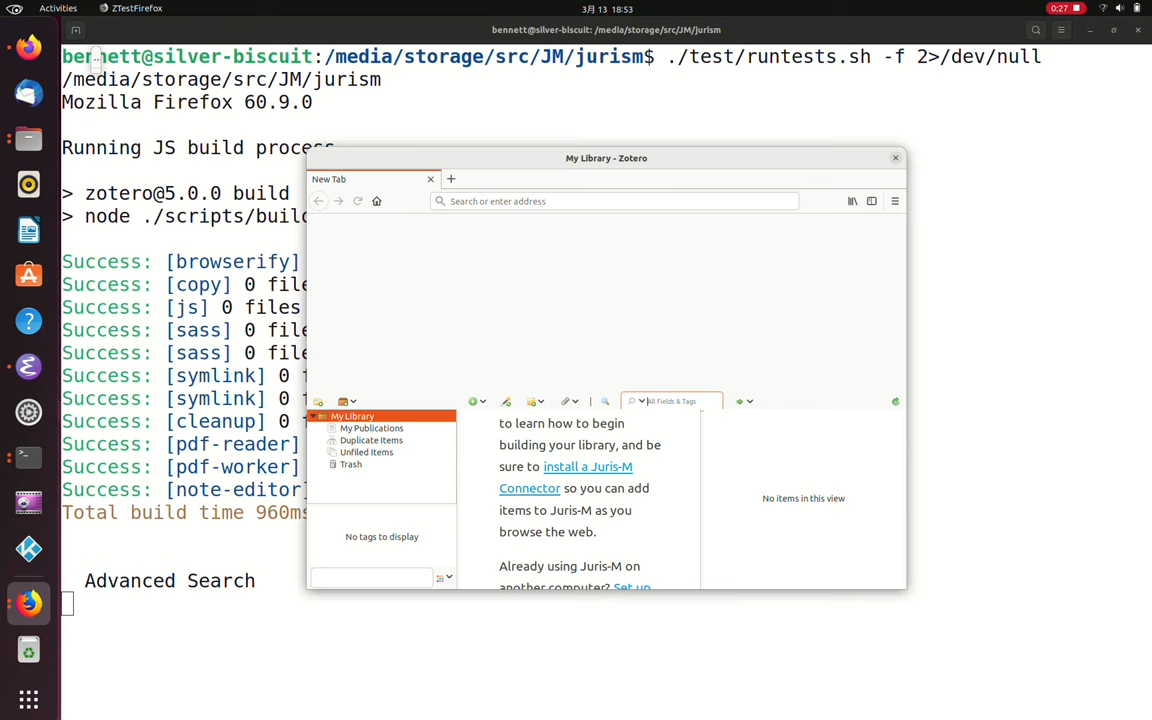 Activities
ZTestFirefox
3月 13 18:53
0:27
bennett@silver-biscuit: /media/storage/src/JM/jurism
bennett@silver-biscuit:/media/storage/src/JM/jurism$ ./test/runtests.sh -f 2>/dev/null
/media/storage/src/JM/jurism
Mozilla Firefox 60.9.0
Running JS build process
> zotero@5.0.0 build
> node ./scripts/build
Success: [browserify]
Success: [copy] 0 file
Success: [js] 0 files
Success: [sass] 0 file
Success: [sass] 0 file
Success: [symlink] 0 f
Success: [symlink] 0 f
Success: [cleanup] 0 f
Success: [pdf-reader]
Success: [pdf-worker]
Success: [note-editor]
Total build time 960ms
Advanced Search
My Library - Zotero
New Tab
Search or enter address
All Fields & Tags
My Library
My Publications
Duplicate Items
Unfiled Items
Trash
No tags to display
to learn how to begin
building your library, and be
sure to install a Juris-M
Connector so you can add
items to Juris-M as you
browse the web.
Already using Juris-M on
another computer? Set up
No items in this view